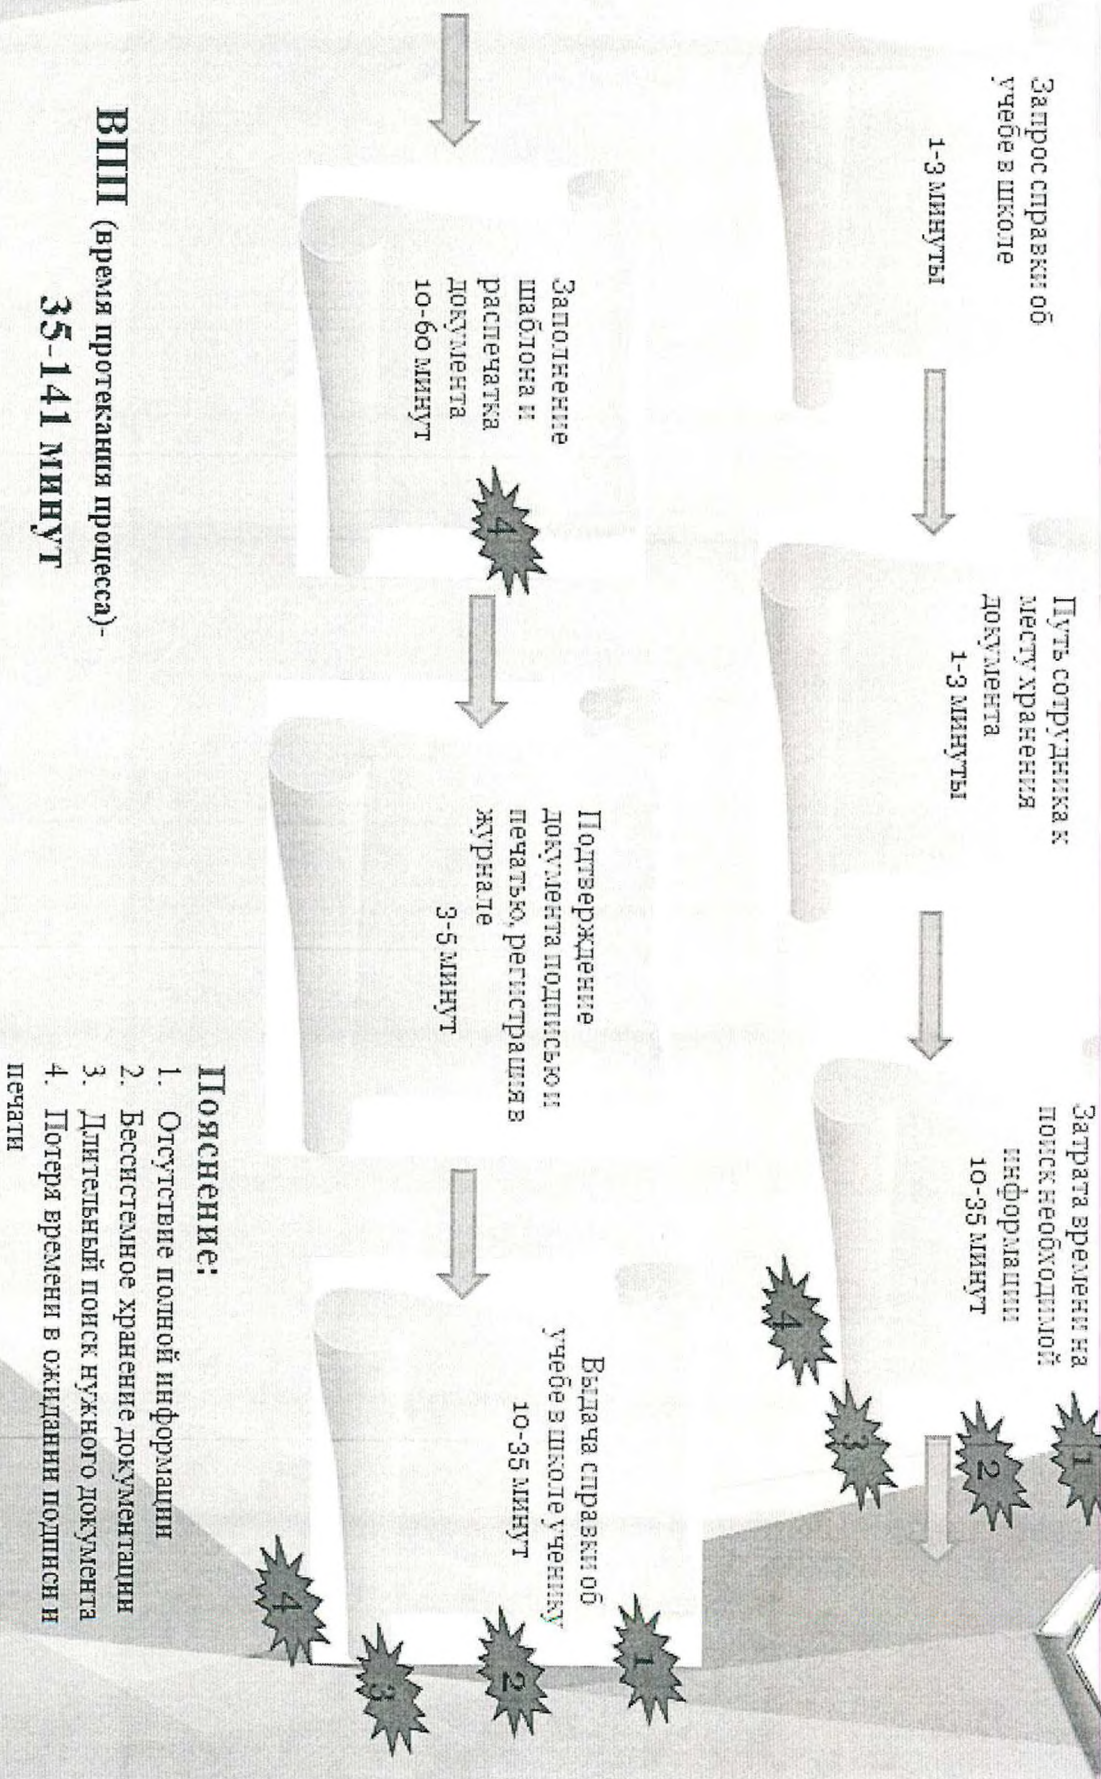 Запрос справки об
учебе в школе
1-3 минуты
Путь сотрудника к
месту хранения
документа
1-3 минуты
Затрата времени на
поиск необходимой
информации
10-35 минут
1
2
3
4
Заполнение
шаблона и
распечатка
документа
10-60 минут
4
Подтверждение
документа подписью и
печатью, регистрация в
журнале
3-5 минут
Выдача справки об
учебе в школе ученику
10-35 минут
1
2
3
4
ВПП (время протекания процесса)-
35-141 минут
Пояснение:
1. Отсутствие полной информации
2. Бессистемное хранение документации
3. Длительный поиск нужного документа
4. Потеря времени в ожидании подписи и
печати